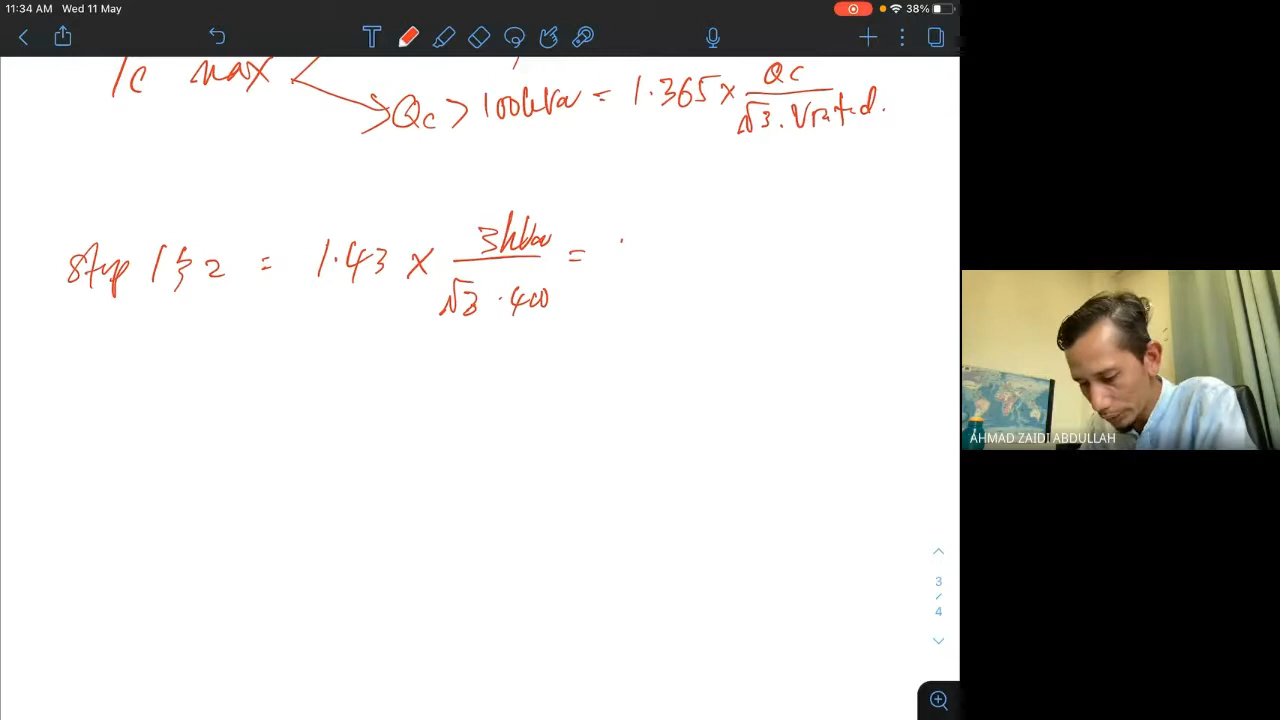 11:34 AM Wed 11 May
38%
T
Ic max
Qc > 100kVar = 1.365 × Qc / √3 . Vrated.
step 1 & 2 = 1.43 × 3kVar / √3 . 400 =
AHMAD ZAIDI ABDULLAH
3
/
4